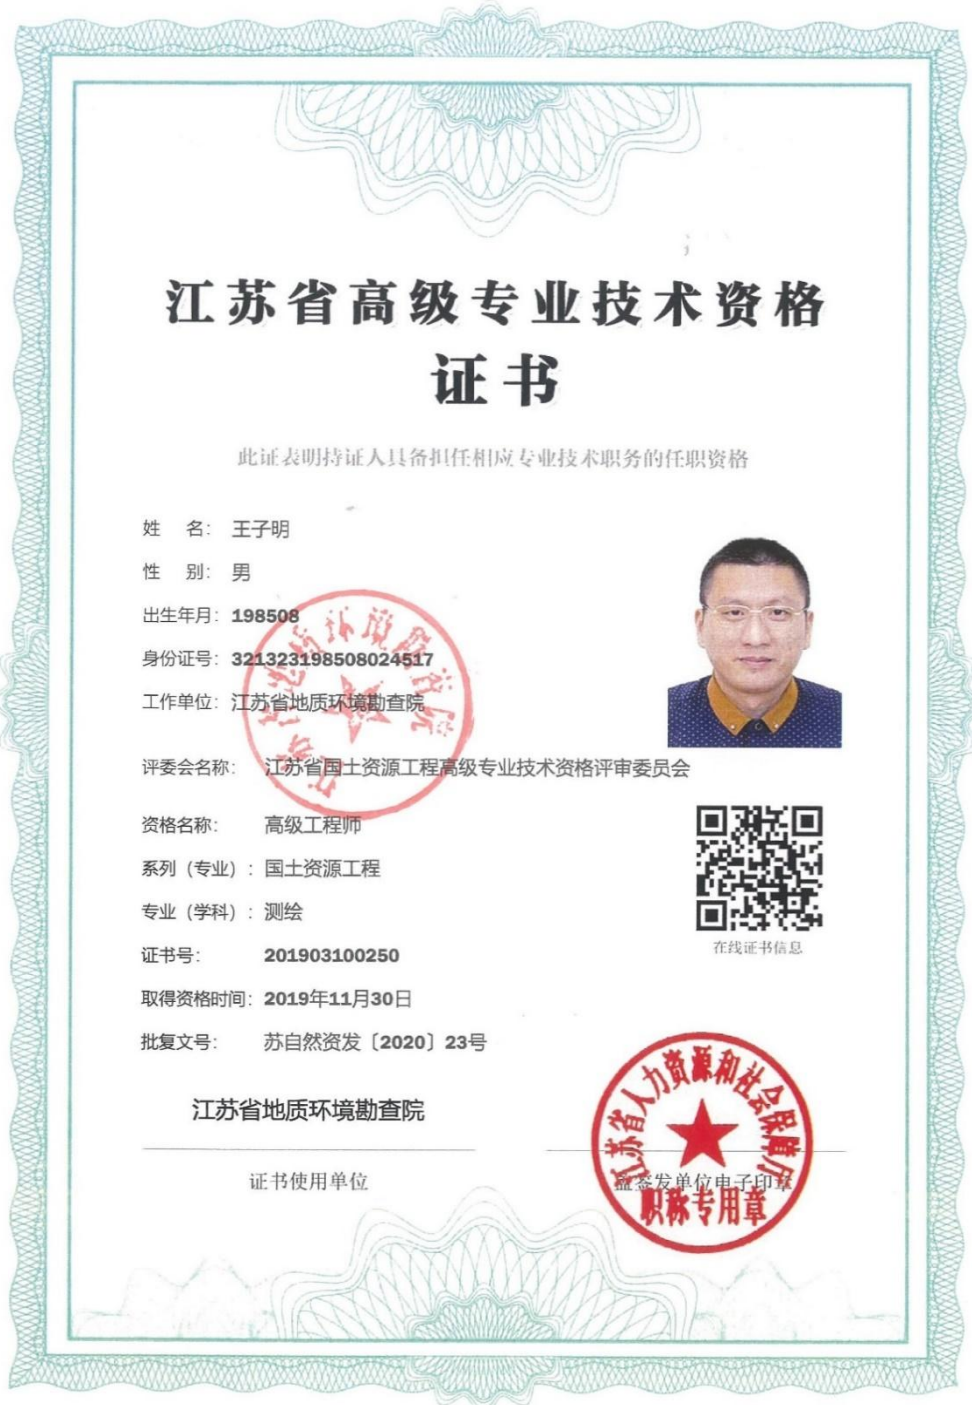 江苏省高级专业技术资格
证书
此证表明持证人具备担任相应专业技术职务的任职资格
姓 名： 王子明
性 别： 男
出生年月：198508
身份证号：321323198508024517
工作单位：江苏省地质环境勘查院
评委会名称： 江苏省国土资源工程高级专业技术资格评审委员会
资格名称： 高级工程师
系列（专业）：国土资源工程
专业（学科）：测绘
证书号： 201903100250
取得资格时间：2019年11月30日
批复文号： 苏自然资发〔2020〕23号
在线证书信息
江苏省地质环境勘查院
证书使用单位
江苏省人力资源和社会保障厅
职称专用章
签发单位电子印章
江苏省地质环境勘查院